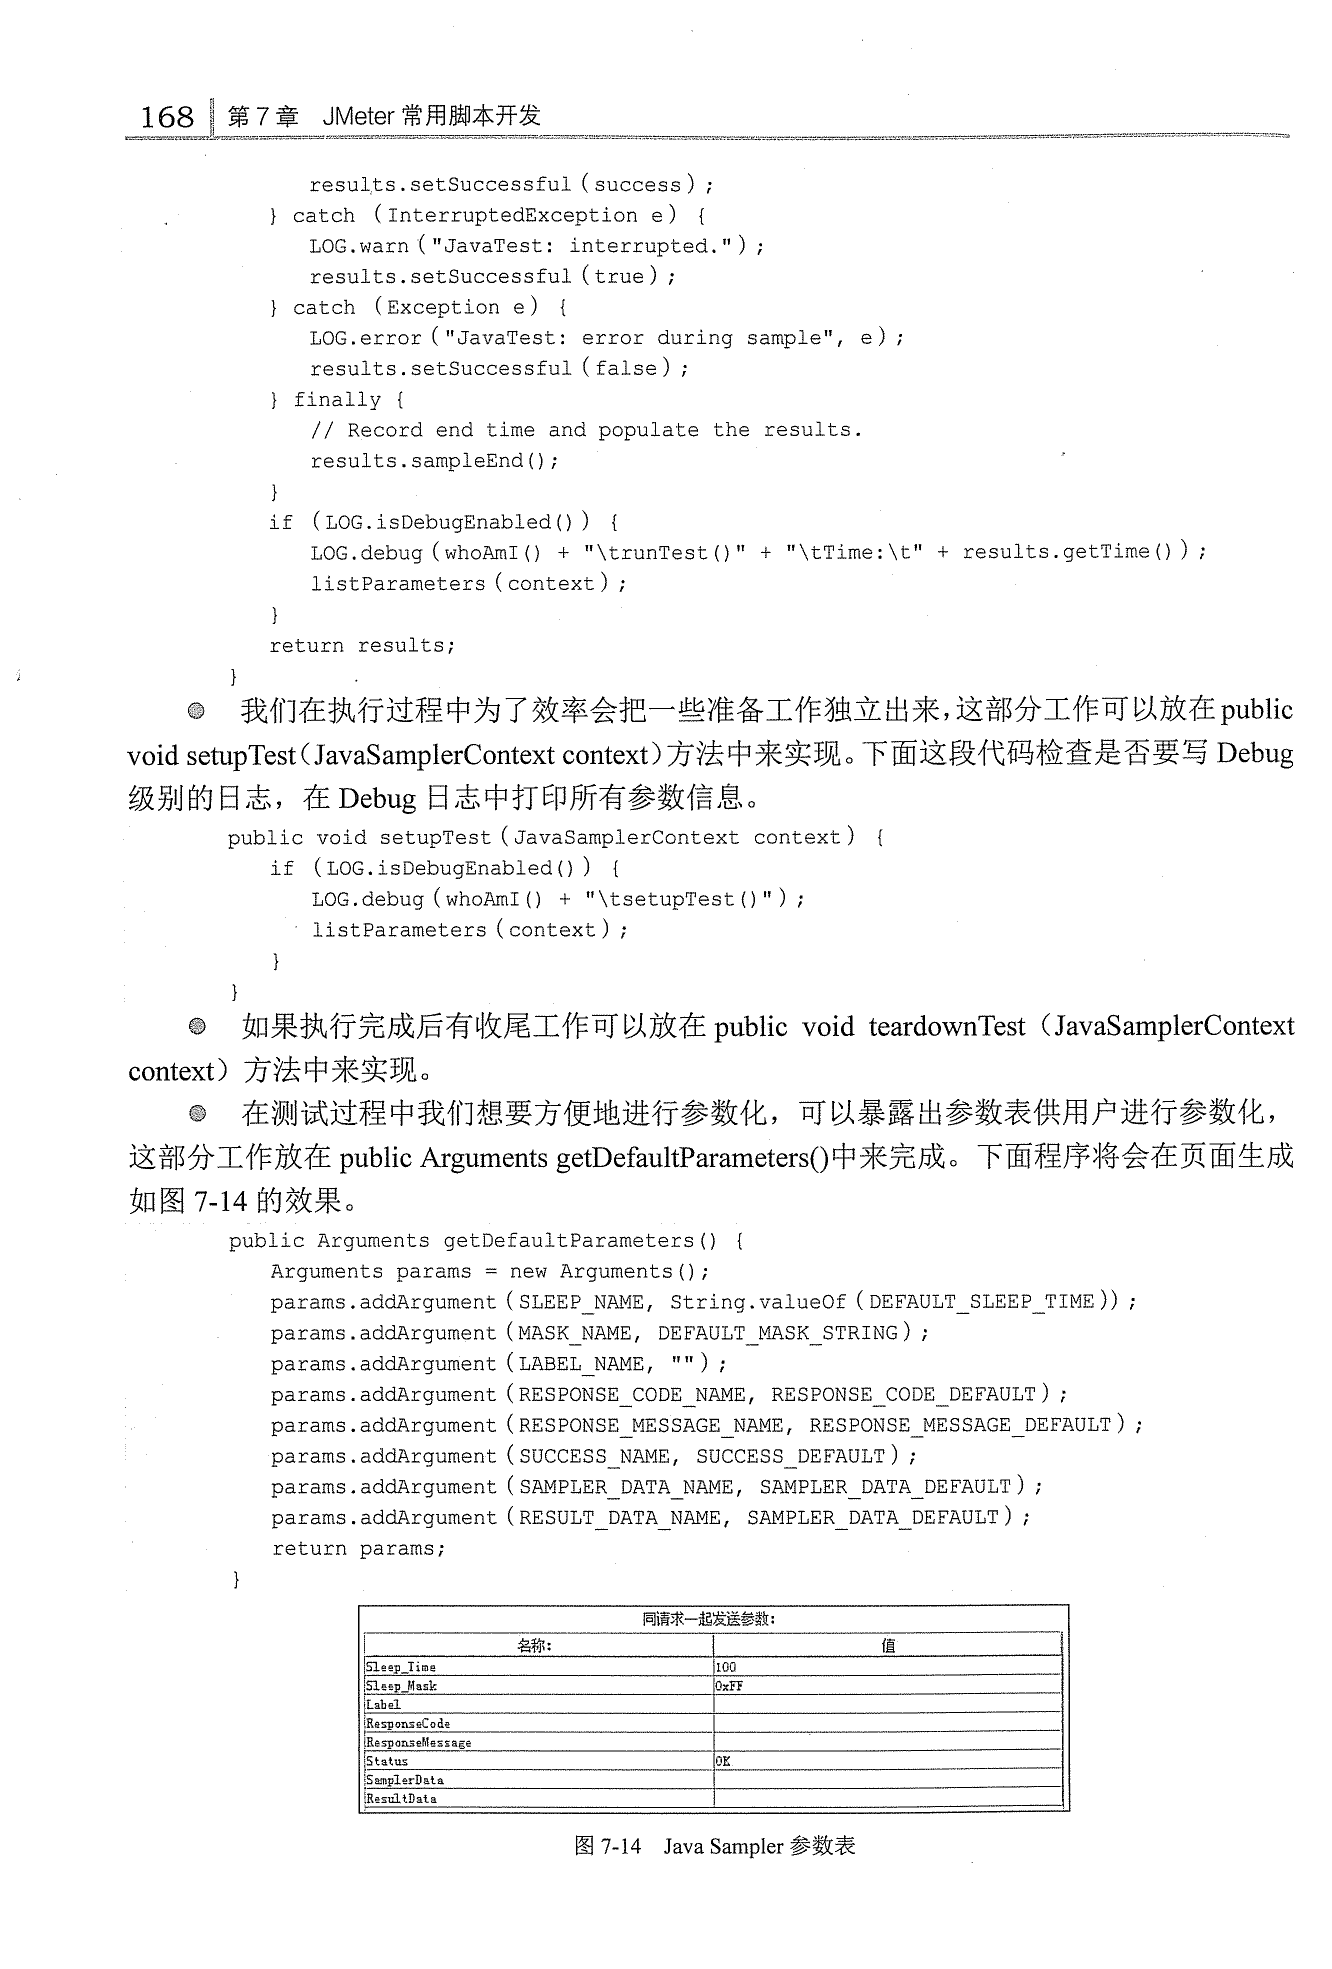 168 第7章 JMeter 常用脚本开发
results.setSuccessful(success);
} catch (InterruptedException e) {
LOG.warn("JavaTest: interrupted.");
results.setSuccessful(true);
} catch (Exception e) {
LOG.error("JavaTest: error during sample", e);
results.setSuccessful(false);
} finally {
// Record end time and populate the results.
results.sampleEnd();
}
if (LOG.isDebugEnabled()) {
LOG.debug(whoAmI() + "\trunTest()" + "\tTime:\t" + results.getTime());
listParameters(context);
}
return results;
}
● 我们在执行过程中为了效率会把一些准备工作独立出来,这部分工作可以放在public
void setupTest(JavaSamplerContext context)方法中来实现。下面这段代码检查是否要写 Debug
级别的日志，在 Debug 日志中打印所有参数信息。
public void setupTest(JavaSamplerContext context) {
if (LOG.isDebugEnabled()) {
LOG.debug(whoAmI() + "\tsetupTest()");
listParameters(context);
}
}
● 如果执行完成后有收尾工作可以放在 public void teardownTest（JavaSamplerContext
context）方法中来实现。
● 在测试过程中我们想要方便地进行参数化，可以暴露出参数表供用户进行参数化，
这部分工作放在 public Arguments getDefaultParameters()中来完成。下面程序将会在页面生成
如图 7-14 的效果。
public Arguments getDefaultParameters() {
Arguments params = new Arguments();
params.addArgument(SLEEP_NAME, String.valueOf(DEFAULT_SLEEP_TIME));
params.addArgument(MASK_NAME, DEFAULT_MASK_STRING);
params.addArgument(LABEL_NAME, "");
params.addArgument(RESPONSE_CODE_NAME, RESPONSE_CODE_DEFAULT);
params.addArgument(RESPONSE_MESSAGE_NAME, RESPONSE_MESSAGE_DEFAULT);
params.addArgument(SUCCESS_NAME, SUCCESS_DEFAULT);
params.addArgument(SAMPLER_DATA_NAME, SAMPLER_DATA_DEFAULT);
params.addArgument(RESULT_DATA_NAME, SAMPLER_DATA_DEFAULT);
return params;
}
同请求一起发送参数:
名称: 值
Sleep_Time 100
Sleep_Mask 0xFF
Label
ResponseCode
ResponseMessage
Status OK
SamplerData
ResultData
图 7-14 Java Sampler 参数表